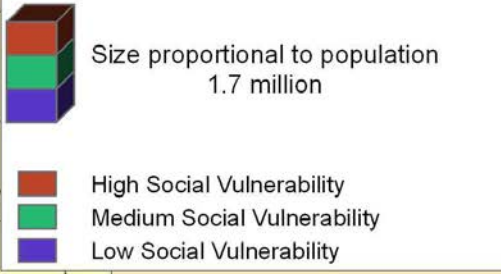 Size proportional to population
1.7 million
High Social Vulnerability
Medium Social Vulnerability
Low Social Vulnerability